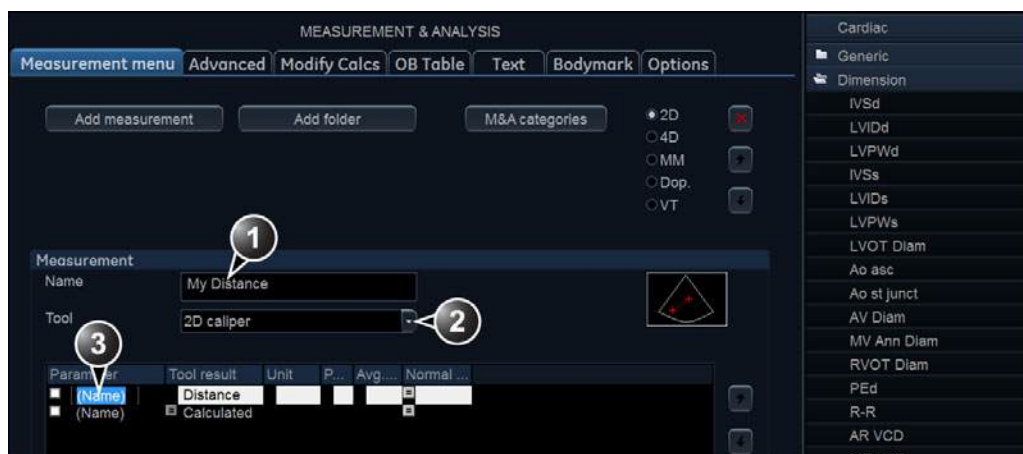 MEASUREMENT & ANALYSIS
Measurement menu Advanced Modify Calcs OB Table Text Bodymark Options
Add measurement Add folder M&A categories
2D
4D
MM
Dop.
VT
1
Measurement
Name My Distance
Tool 2D caliper
2
3
Parameter Tool result Unit P... Avg.... Normal ...
(Name) Distance
(Name) Calculated
Cardiac
Generic
Dimension
IVSd
LVIDd
LVPWd
IVSs
LVIDs
LVPWs
LVOT Diam
Ao asc
Ao st junct
AV Diam
MV Ann Diam
RVOT Diam
PEd
R-R
AR VCD